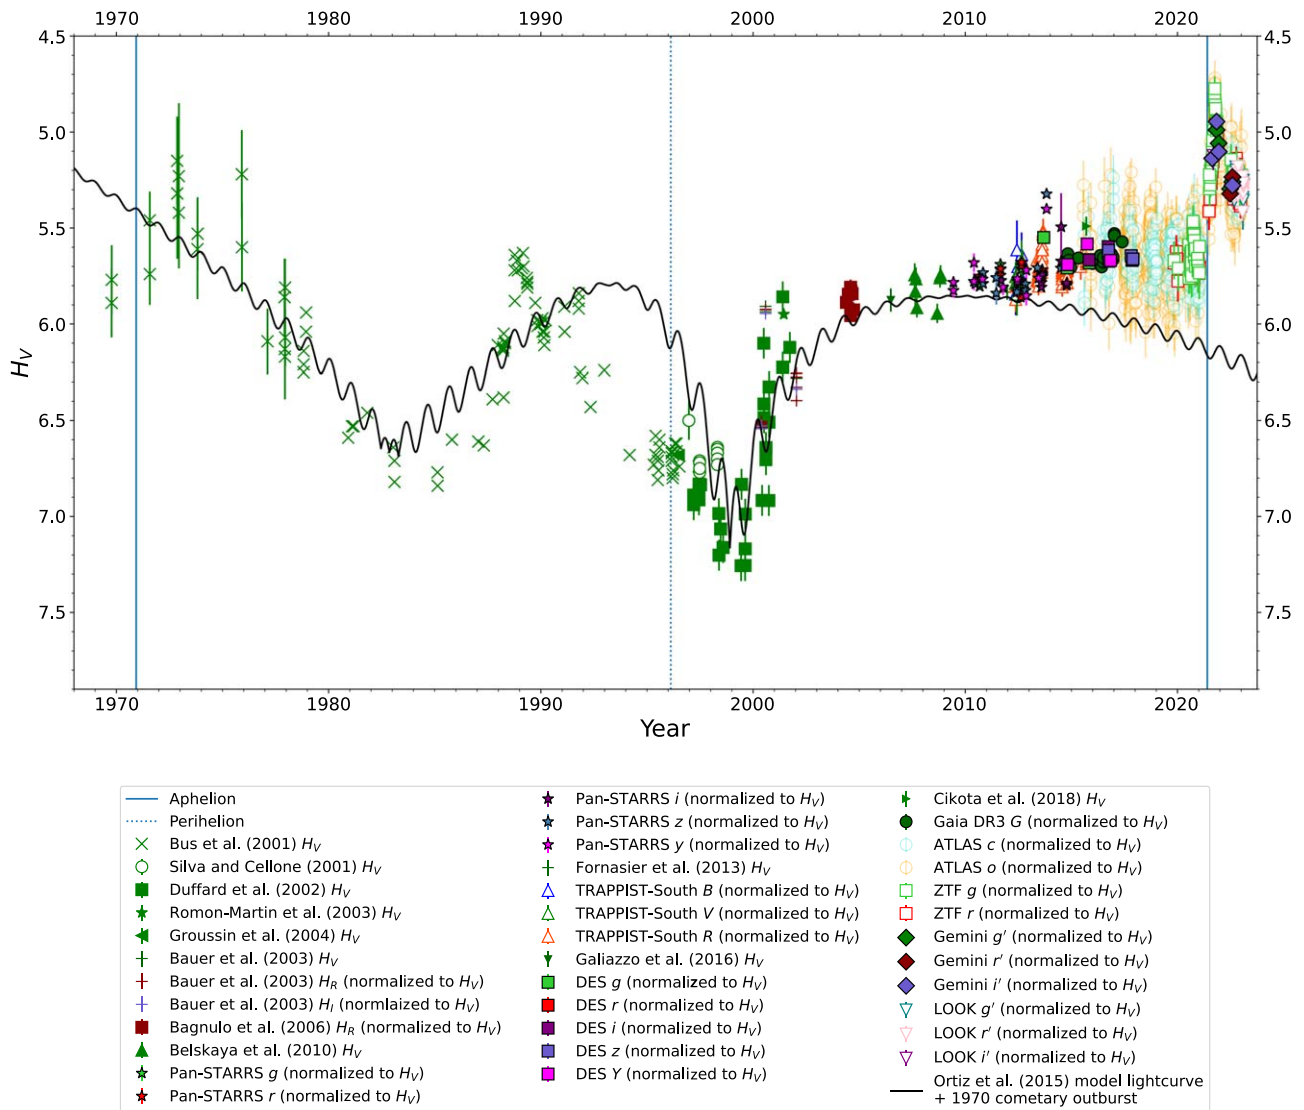 1970 1980 1990 2000 2010 2020
4.5 4.5
5.0 5.0
5.5 5.5
6.0 6.0
6.5 6.5
7.0 7.0
7.5 7.5
H_V
1970 1980 1990 2000 2010 2020
Year
Aphelion
Perihelion
Bus et al. (2001) H_V
Silva and Cellone (2001) H_V
Duffard et al. (2002) H_V
Romon-Martin et al. (2003) H_V
Groussin et al. (2004) H_V
Bauer et al. (2003) H_V
Bauer et al. (2003) H_R (normalized to H_V)
Bauer et al. (2003) H_I (normlaized to H_V)
Bagnulo et al. (2006) H_R (normalized to H_V)
Belskaya et al. (2010) H_V
Pan-STARRS g (normalized to H_V)
Pan-STARRS r (normalized to H_V)
Pan-STARRS i (normalized to H_V)
Pan-STARRS z (normalized to H_V)
Pan-STARRS y (normalized to H_V)
Fornasier et al. (2013) H_V
TRAPPIST-South B (normalized to H_V)
TRAPPIST-South V (normalized to H_V)
TRAPPIST-South R (normalized to H_V)
Galiazzo et al. (2016) H_V
DES g (normalized to H_V)
DES r (normalized to H_V)
DES i (normalized to H_V)
DES z (normalized to H_V)
DES Y (normalized to H_V)
Cikota et al. (2018) H_V
Gaia DR3 G (normalized to H_V)
ATLAS c (normalized to H_V)
ATLAS o (normalized to H_V)
ZTF g (normalized to H_V)
ZTF r (normalized to H_V)
Gemini g′ (normalized to H_V)
Gemini r′ (normalized to H_V)
Gemini i′ (normalized to H_V)
LOOK g′ (normalized to H_V)
LOOK r′ (normalized to H_V)
LOOK i′ (normalized to H_V)
Ortiz et al. (2015) model lightcurve
+ 1970 cometary outburst